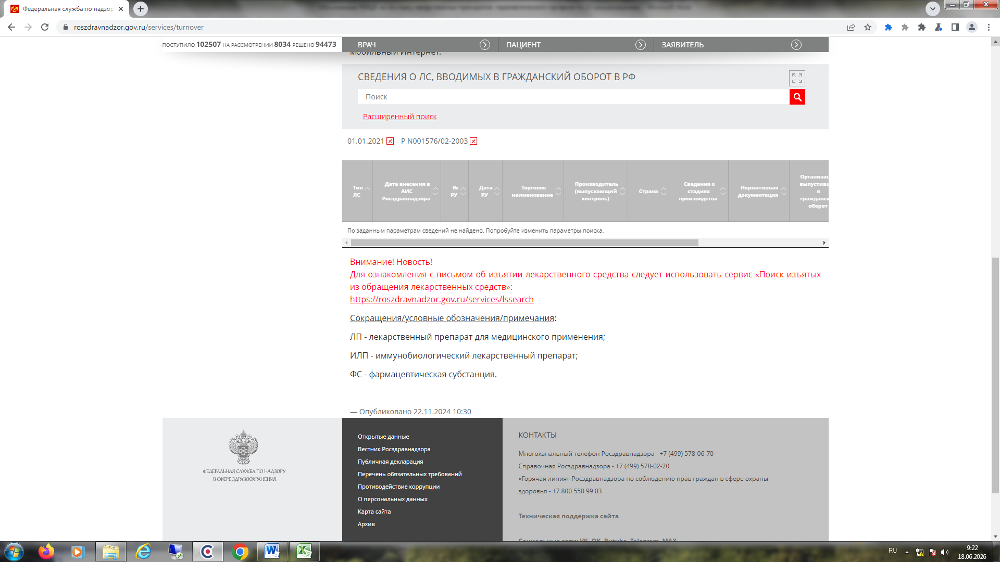 Федеральная служба по надзор
roszdravnadzor.gov.ru/services/turnover
ПОСТУПИЛО 102507 НА РАССМОТРЕНИИ 8034 РЕШЕНО 94473
ВРАЧ
ПАЦИЕНТ
ЗАЯВИТЕЛЬ
мобильный Интернет.
СВЕДЕНИЯ О ЛС, ВВОДИМЫХ В ГРАЖДАНСКИЙ ОБОРОТ В РФ
Поиск
Расширенный поиск
01.01.2021 P N001576/02-2003
Тип
ЛС
Дата внесения в
АИС
Росздравнадзора
№
РУ
Дата
РУ
Торговое
наименование
Производитель
(выпускающий
контроль)
Страна
Сведения о
стадиях
производства
Нормативная
документация
Организац
выпустивш
в
гражданск
оборот
По заданным параметрам сведений не найдено. Попробуйте изменить параметры поиска.
Внимание! Новость!
Для ознакомления с письмом об изъятии лекарственного средства следует использовать сервис «Поиск изъятых
из обращения лекарственных средств»:
https://roszdravnadzor.gov.ru/services/lssearch
Сокращения/условные обозначения/примечания:
ЛП - лекарственный препарат для медицинского применения;
ИЛП - иммунобиологический лекарственный препарат;
ФС - фармацевтическая субстанция.
— Опубликовано 22.11.2024 10:30
ФЕДЕРАЛЬНАЯ СЛУЖБА ПО НАДЗОРУ
В СФЕРЕ ЗДРАВООХРАНЕНИЯ
Открытые данные
Вестник Росздравнадзора
Публичная декларация
Перечень обязательных требований
Противодействие коррупции
О персональных данных
Карта сайта
Архив
КОНТАКТЫ
Многоканальный телефон Росздравнадзора - +7 (499) 578-06-70
Справочная Росздравнадзора - +7 (499) 578-02-20
«Горячая линия» Росздравнадзора по соблюдению прав граждан в сфере охраны
здоровья - +7 800 550 99 03
Техническая поддержка сайта
Социальные сети: VK, OK, Rutube, Telegram, MAX
RU
9:22
18.06.2026